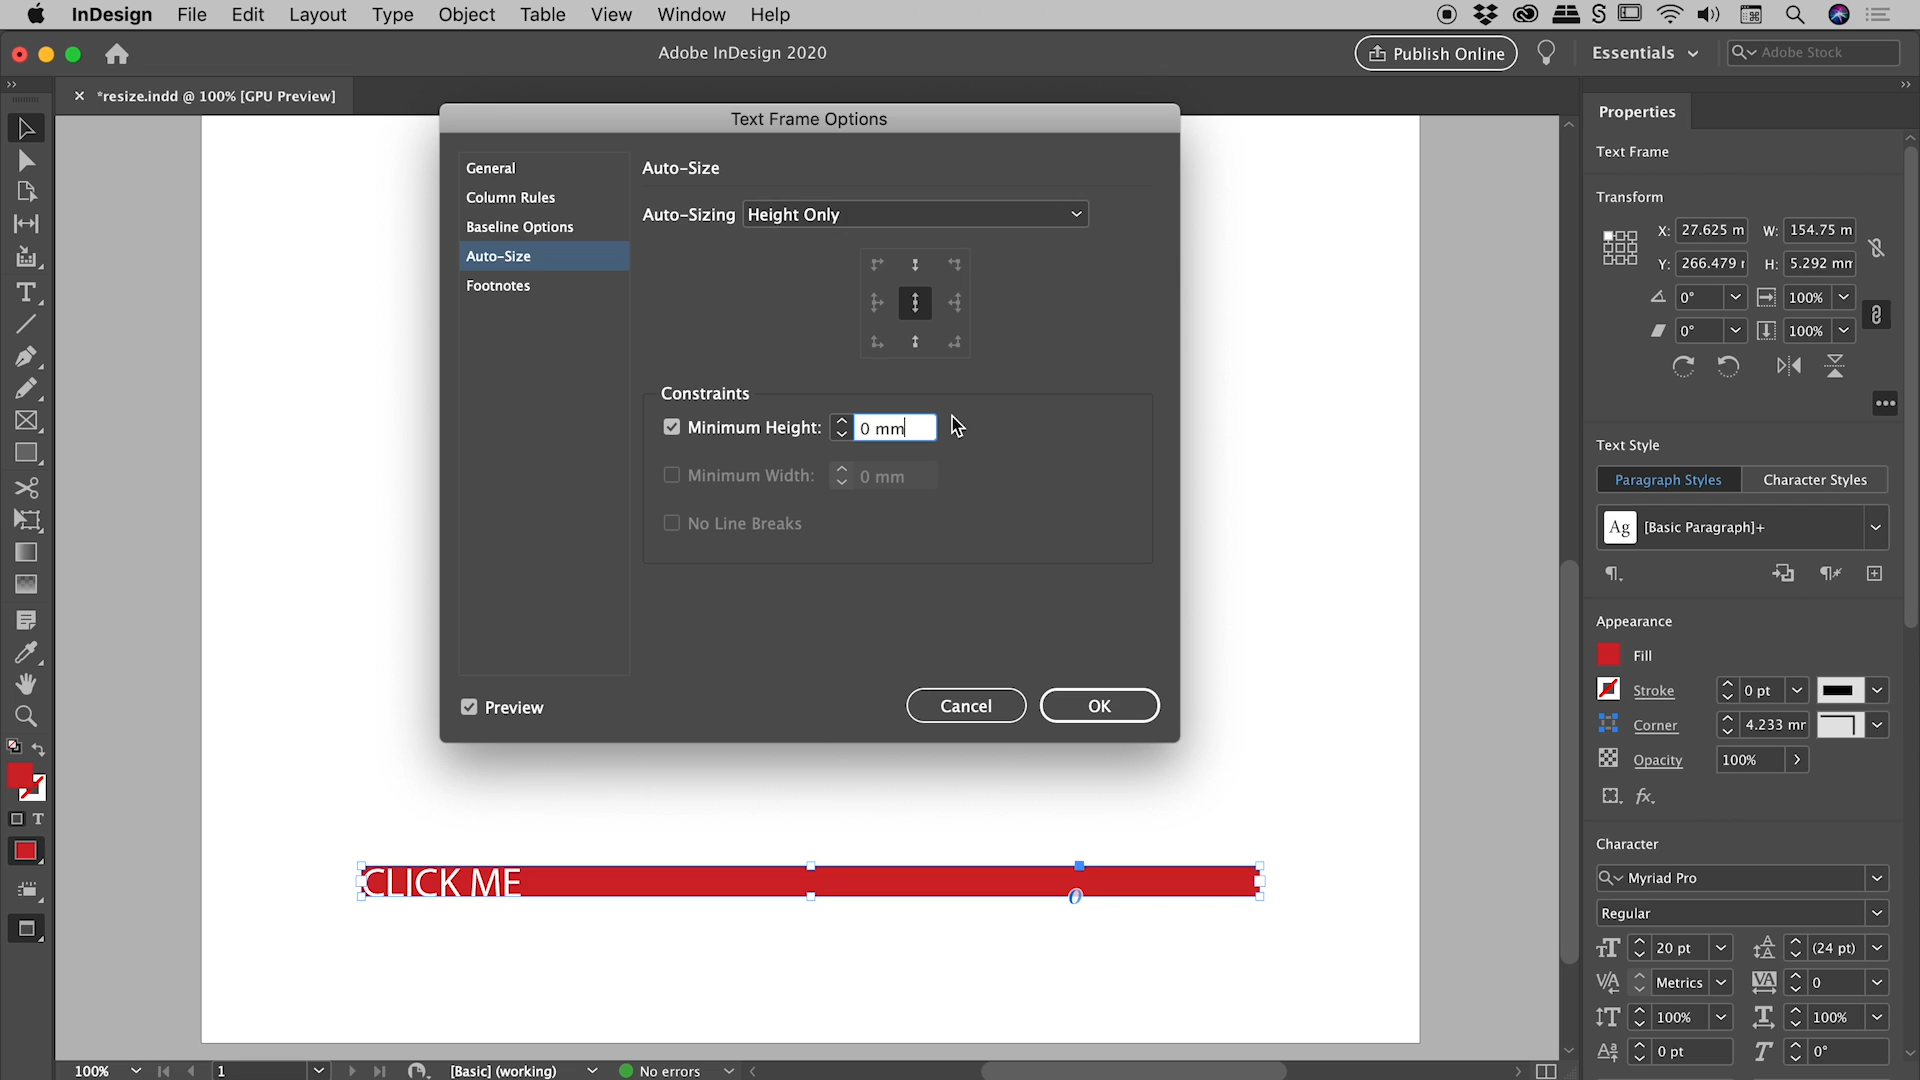 InDesign File Edit Layout Type Object Table View Window Help
Adobe InDesign 2020
Publish Online
Essentials
Adobe Stock
*resize.indd @ 100% [GPU Preview]
Text Frame Options
General
Column Rules
Baseline Options
Auto-Size
Footnotes
Auto-Size
Auto-Sizing Height Only
Constraints
Minimum Height: 0 mm
Minimum Width: 0 mm
No Line Breaks
Preview
Cancel
OK
CLICK ME
Properties
Text Frame
Transform
X: 27.625 m W: 154.75 m
Y: 266.479 H: 5.292 mm
0° 100%
0° 100%
Text Style
Paragraph Styles Character Styles
Ag [Basic Paragraph]+
Appearance
Fill
Stroke 0 pt
Corner 4.233 mr
Opacity 100%
fx.
Character
Myriad Pro
Regular
20 pt (24 pt)
Metrics 0
100% 100%
0 pt 0°
100% 1 [Basic] (working) No errors